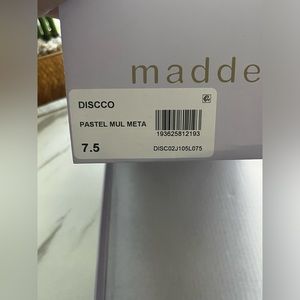 madde
DISCCO
PASTEL MUL META
193625812193
7.5
DISC02J105L075